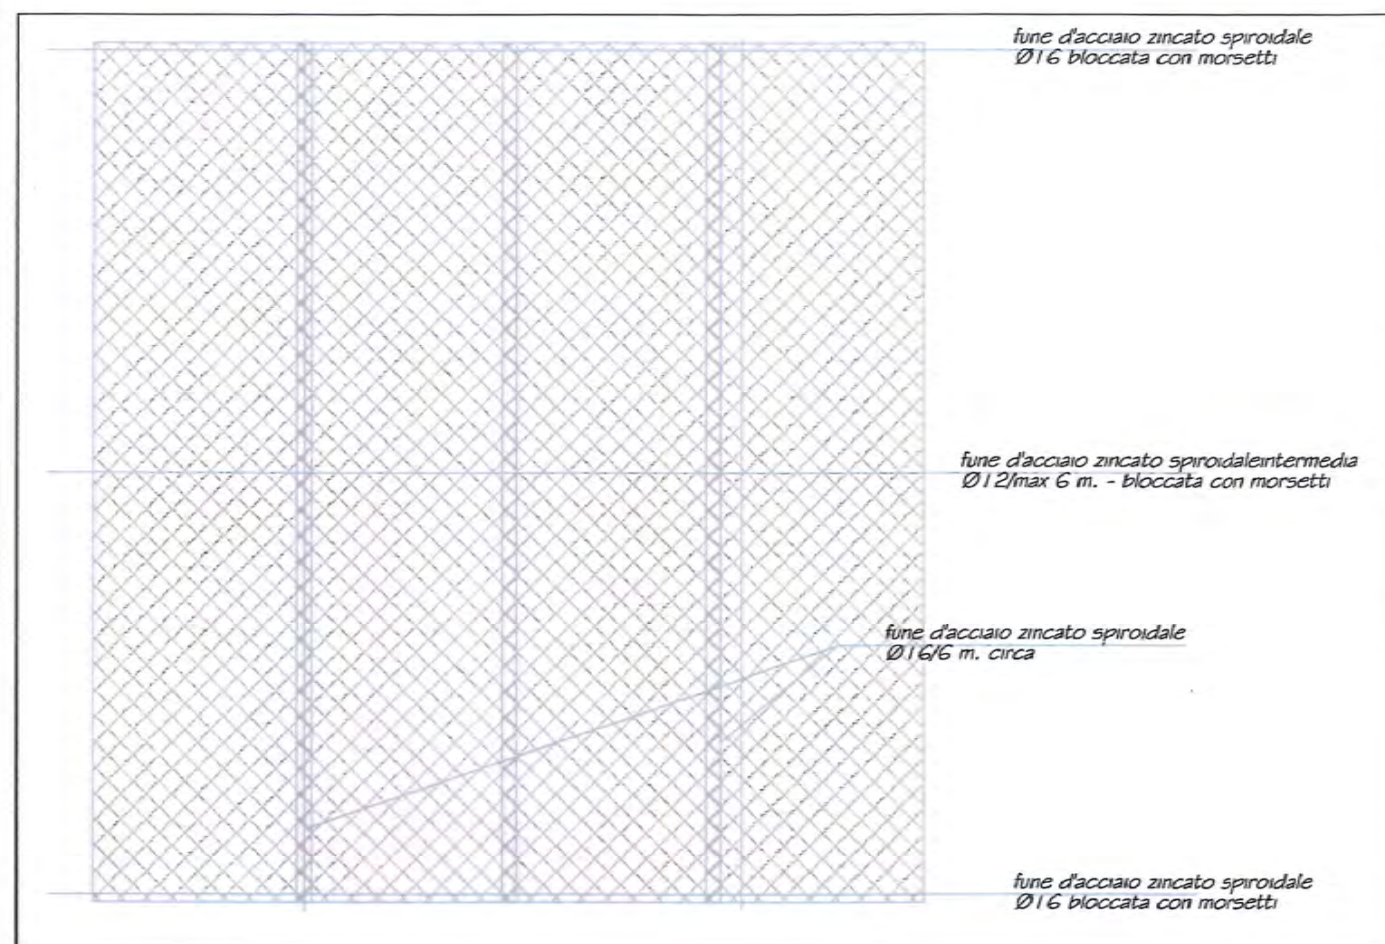 fune d'acciaio zincato spiroidale
Ø16 bloccata con morsetti
fune d'acciaio zincato spiroidaleintermedia
Ø12/max 6 m. - bloccata con morsetti
fune d'acciaio zincato spiroidale
Ø16/6 m. circa
fune d'acciaio zincato spiroidale
Ø16 bloccata con morsetti